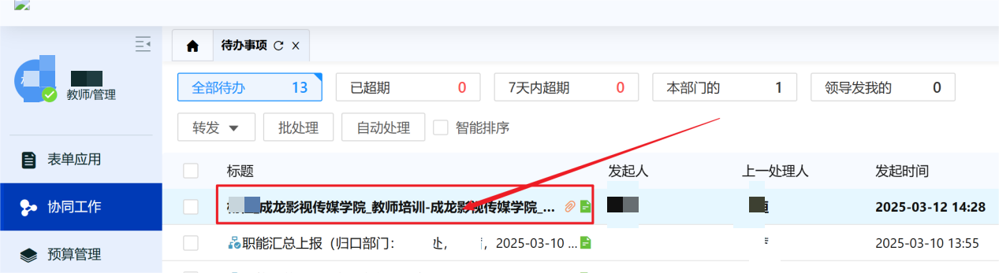 待办事项
教师/管理
全部待办 13
已超期 0
7天内超期 0
本部门的 1
领导发我的 0
转发
批处理
自动处理
智能排序
表单应用
协同工作
预算管理
标题 发起人 上一处理人 发起时间
成龙影视传媒学院_教师培训-成龙影视传媒学院_... 2025-03-12 14:28
职能汇总上报（归口部门： 处， ，2025-03-10 ... 2025-03-10 13:55